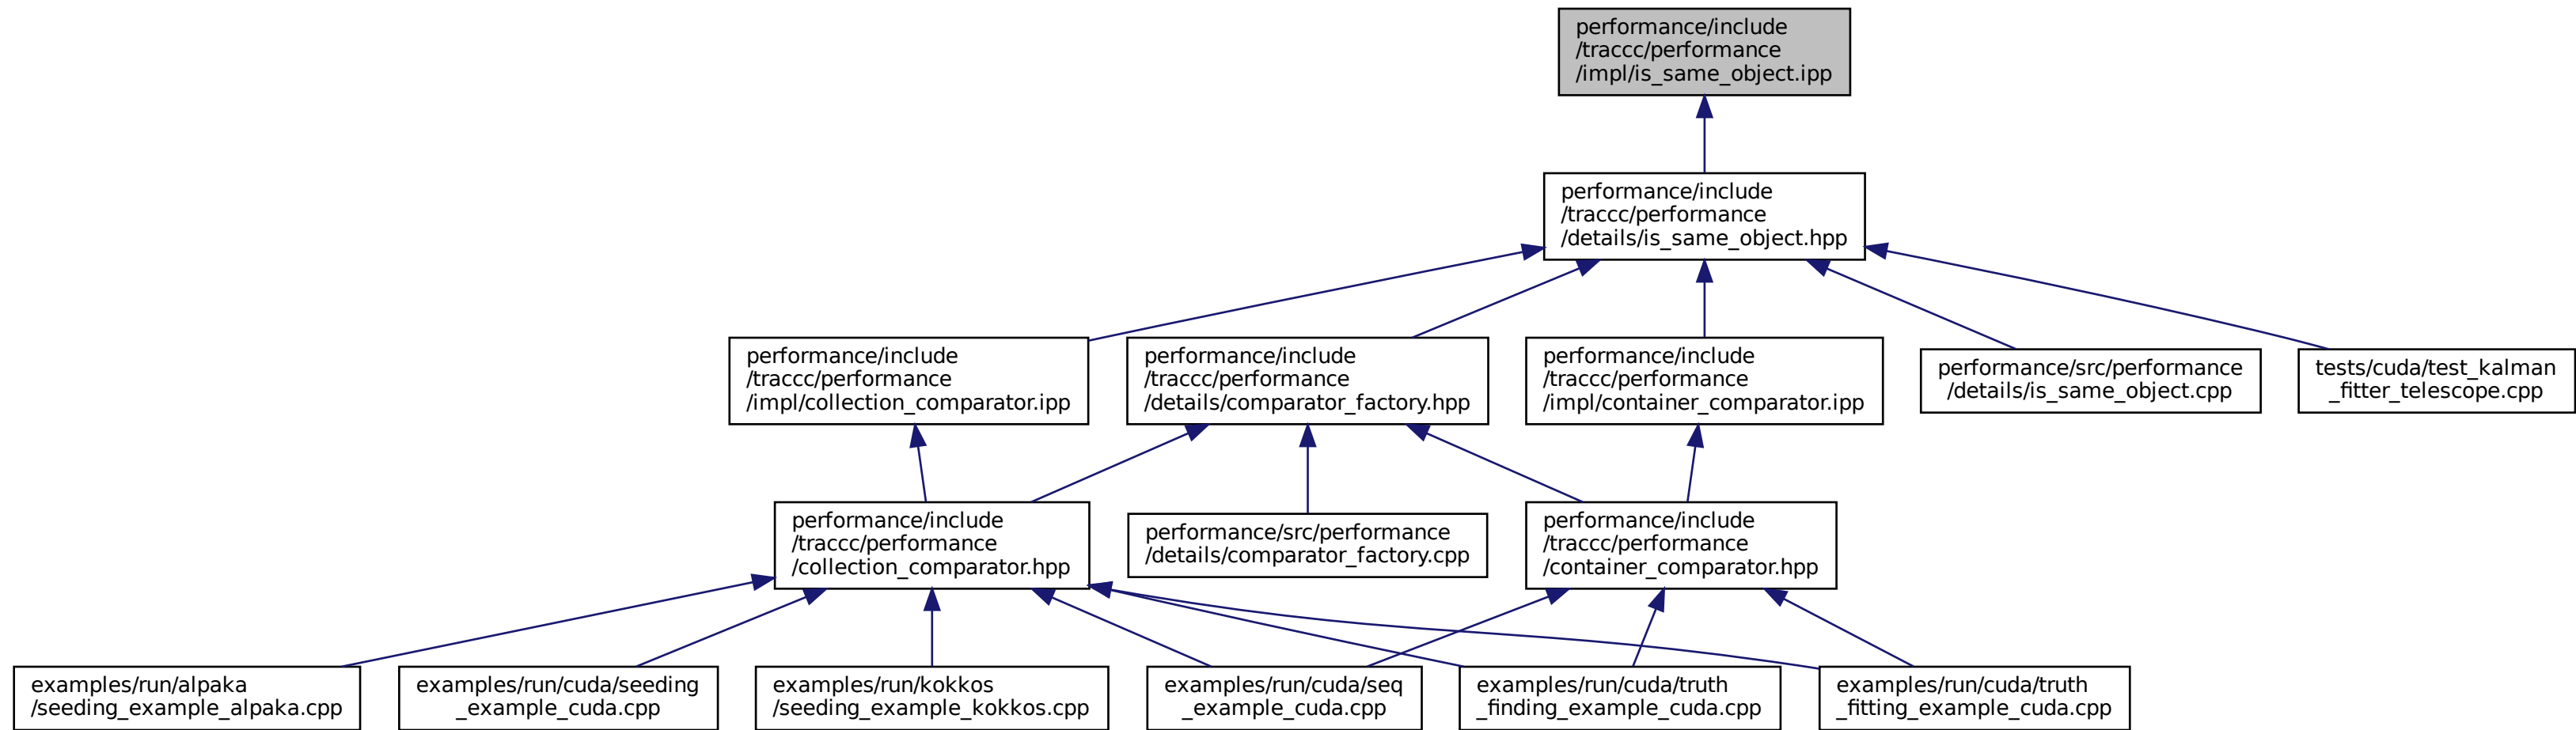 performance/include
/traccc/performance
/impl/is_same_object.ipp
performance/include
/traccc/performance
/details/is_same_object.hpp
performance/include
/traccc/performance
/impl/collection_comparator.ipp
performance/include
/traccc/performance
/details/comparator_factory.hpp
performance/include
/traccc/performance
/impl/container_comparator.ipp
performance/src/performance
/details/is_same_object.cpp
tests/cuda/test_kalman
_fitter_telescope.cpp
performance/include
/traccc/performance
/collection_comparator.hpp
performance/src/performance
/details/comparator_factory.cpp
performance/include
/traccc/performance
/container_comparator.hpp
examples/run/alpaka
/seeding_example_alpaka.cpp
examples/run/cuda/seeding
_example_cuda.cpp
examples/run/kokkos
/seeding_example_kokkos.cpp
examples/run/cuda/seq
_example_cuda.cpp
examples/run/cuda/truth
_finding_example_cuda.cpp
examples/run/cuda/truth
_fitting_example_cuda.cpp